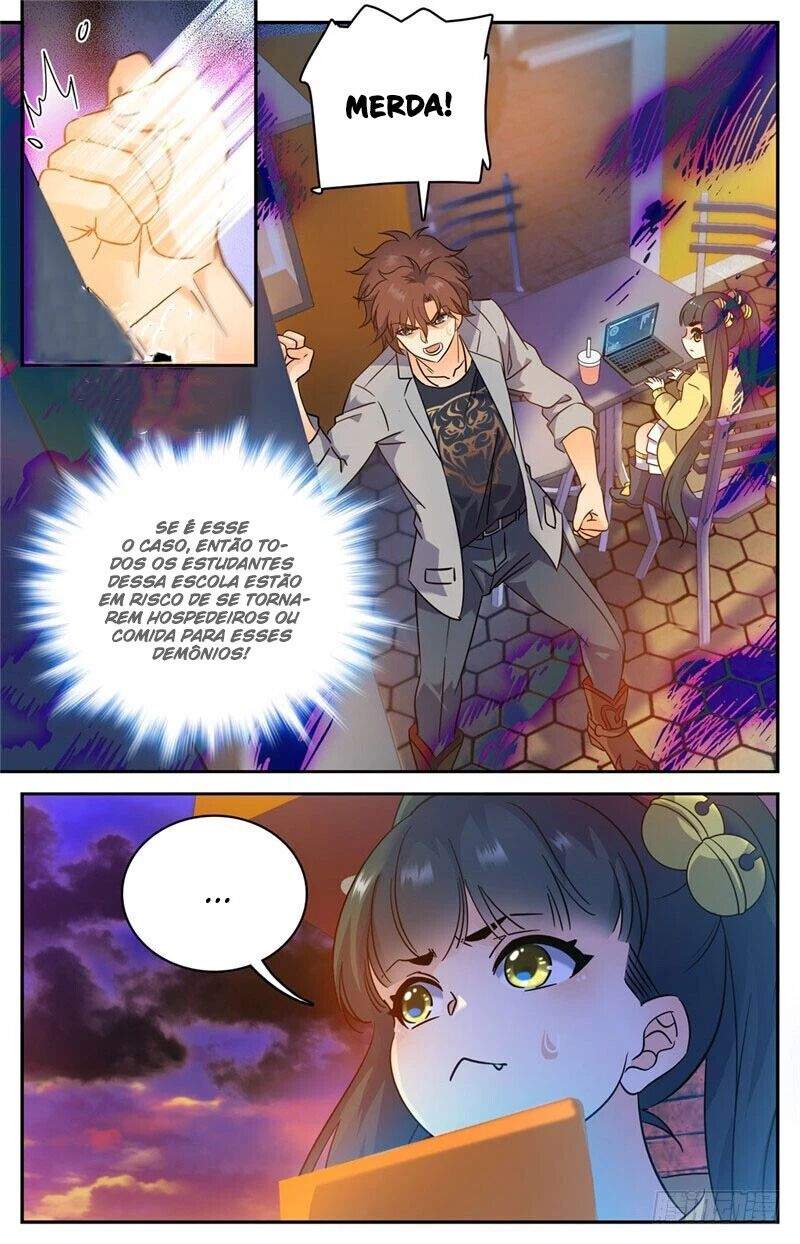 MERDA!
SE É ESSE
O CASO, ENTÃO TO-
DOS OS ESTUDANTES
DESSA ESCOLA ESTÃO
EM RISCO DE SE TORNA-
REM HOSPEDEIROS OU
COMIDA PARA ESSES
DEMÔNIOS!
...